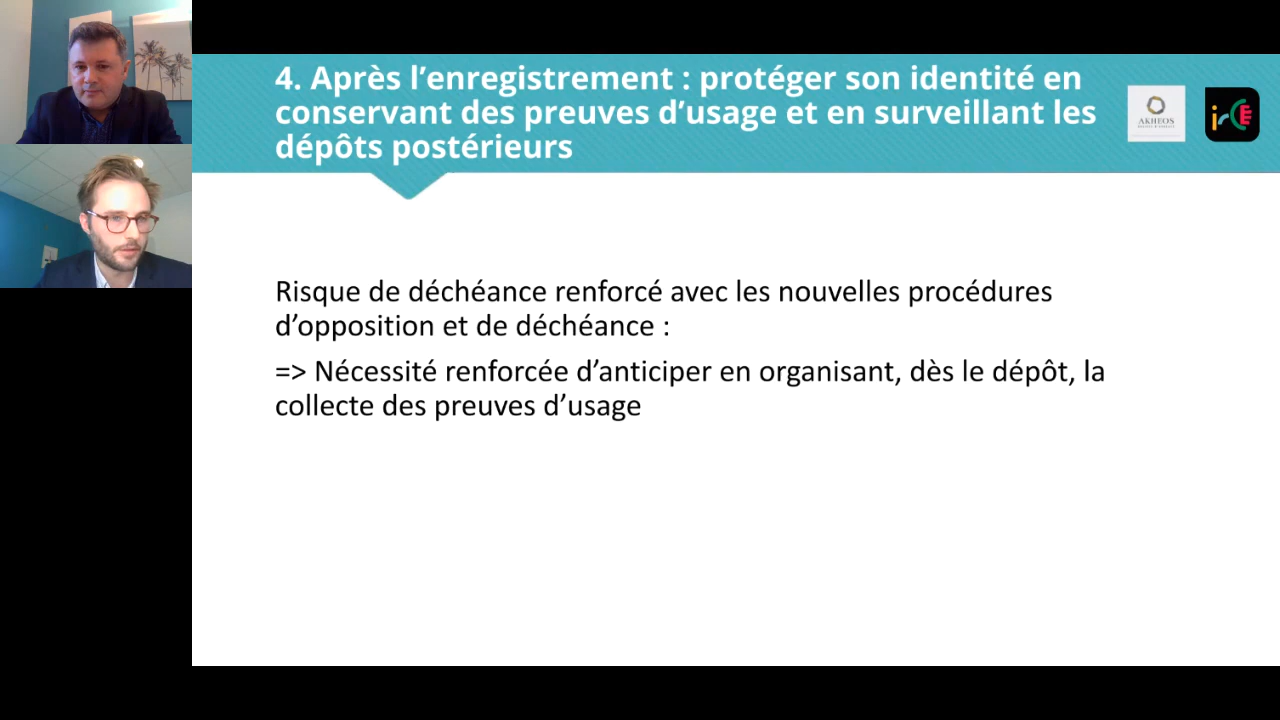 4. Après l’enregistrement : protéger son identité en
conservant des preuves d’usage et en surveillant les
dépôts postérieurs
AKHEOS
Risque de déchéance renforcé avec les nouvelles procédures
d’opposition et de déchéance :
=> Nécessité renforcée d’anticiper en organisant, dès le dépôt, la
collecte des preuves d’usage